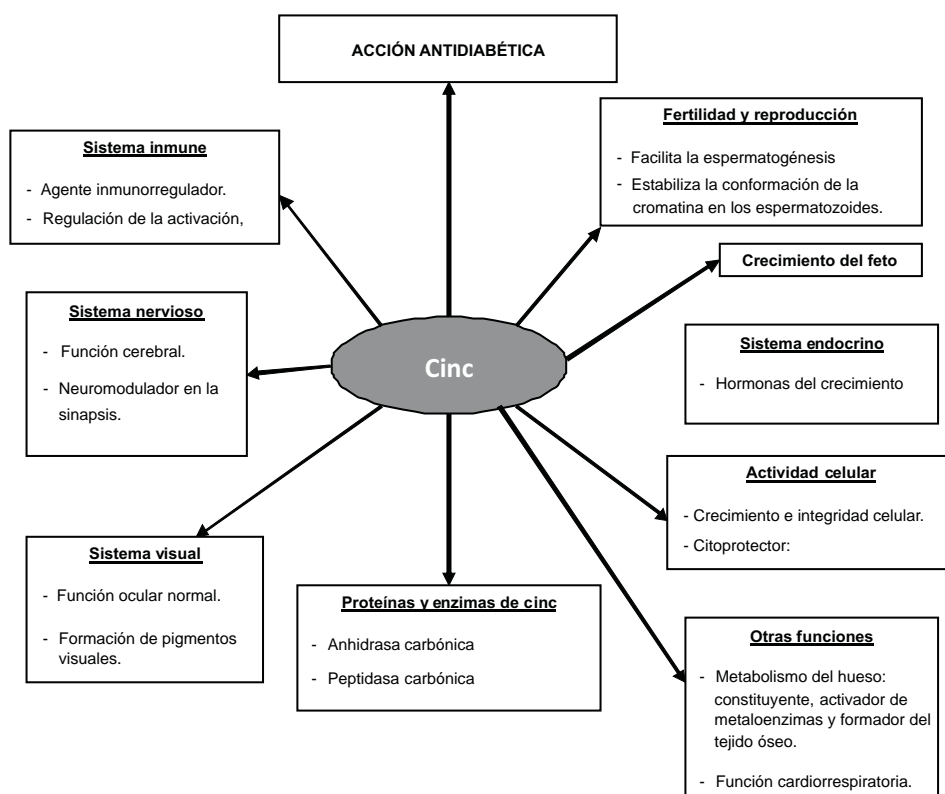 ACCIÓN ANTIDIABÉTICA
Fertilidad y reproducción
- Facilita la espermatogénesis
- Estabiliza la conformación de la
cromatina en los espermatozoides.
Sistema inmune
- Agente inmunorregulador.
- Regulación de la activación,
Crecimiento del feto
Sistema nervioso
- Función cerebral.
- Neuromodulador en la
sinapsis.
Cinc
Sistema endocrino
- Hormonas del crecimiento
Actividad celular
- Crecimiento e integridad celular.
- Citoprotector:
Sistema visual
- Función ocular normal.
- Formación de pigmentos
visuales.
Proteínas y enzimas de cinc
- Anhidrasa carbónica
- Peptidasa carbónica
Otras funciones
- Metabolismo del hueso:
constituyente, activador de
metaloenzimas y formador del
tejido óseo.
- Función cardiorrespiratoria.